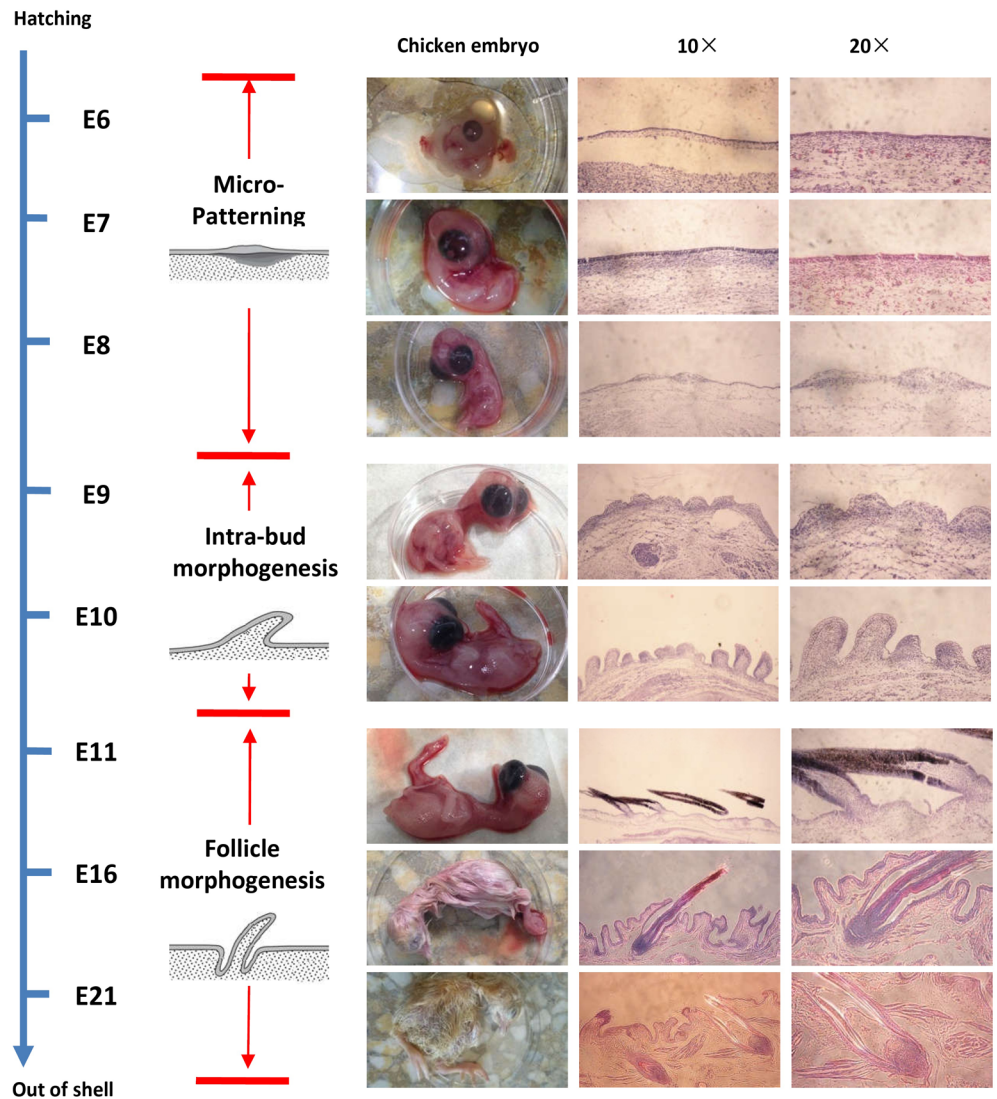 Hatching
Chicken embryo
10×
20×
E6
Micro-
Patterning
E7
E8
E9
Intra-bud
morphogenesis
E10
E11
Follicle
morphogenesis
E16
E21
Out of shell